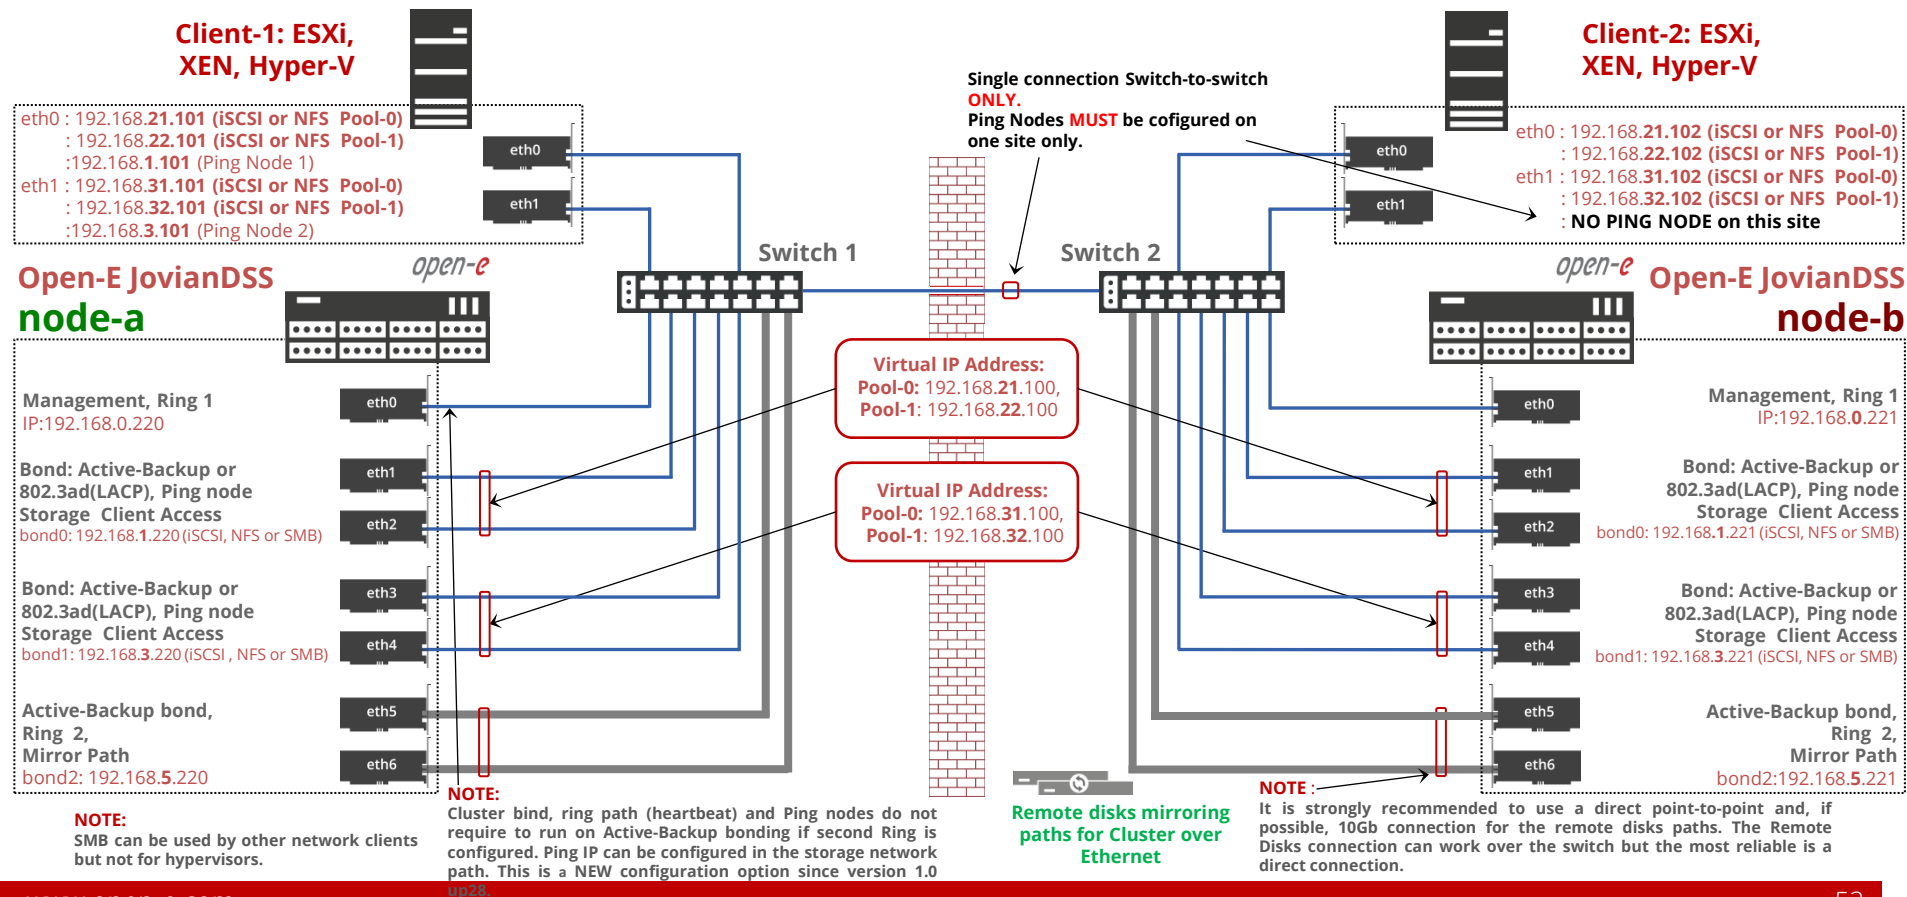 Client-1: ESXi,
XEN, Hyper-V
eth0 : 192.168.21.101 (iSCSI or NFS Pool-0)
: 192.168.22.101 (iSCSI or NFS Pool-1)
:192.168.1.101 (Ping Node 1)
eth1 : 192.168.31.101 (iSCSI or NFS Pool-0)
: 192.168.32.101 (iSCSI or NFS Pool-1)
:192.168.3.101 (Ping Node 2)
eth0
eth1
Single connection Switch-to-switch
ONLY.
Ping Nodes MUST be cofigured on
one site only.
Client-2: ESXi,
XEN, Hyper-V
eth0
eth1
eth0 : 192.168.21.102 (iSCSI or NFS Pool-0)
: 192.168.22.102 (iSCSI or NFS Pool-1)
eth1 : 192.168.31.102 (iSCSI or NFS Pool-0)
: 192.168.32.102 (iSCSI or NFS Pool-1)
: NO PING NODE on this site
Switch 1
Switch 2
open-e
Open-E JovianDSS
node-a
open-e
Open-E JovianDSS
node-b
Virtual IP Address:
Pool-0: 192.168.21.100,
Pool-1: 192.168.22.100
Virtual IP Address:
Pool-0: 192.168.31.100,
Pool-1: 192.168.32.100
Management, Ring 1
IP:192.168.0.220
eth0
Bond: Active-Backup or
802.3ad(LACP), Ping node
Storage Client Access
bond0: 192.168.1.220 (iSCSI, NFS or SMB)
eth1
eth2
Bond: Active-Backup or
802.3ad(LACP), Ping node
Storage Client Access
bond1: 192.168.3.220 (iSCSI , NFS or SMB)
eth3
eth4
Active-Backup bond,
Ring 2,
Mirror Path
bond2: 192.168.5.220
eth5
eth6
eth0
Management, Ring 1
IP:192.168.0.221
eth1
eth2
Bond: Active-Backup or
802.3ad(LACP), Ping node
Storage Client Access
bond0: 192.168.1.221 (iSCSI, NFS or SMB)
eth3
eth4
Bond: Active-Backup or
802.3ad(LACP), Ping node
Storage Client Access
bond1: 192.168.3.221 (iSCSI, NFS or SMB)
eth5
eth6
Active-Backup bond,
Ring 2,
Mirror Path
bond2:192.168.5.221
NOTE:
SMB can be used by other network clients
but not for hypervisors.
NOTE:
Cluster bind, ring path (heartbeat) and Ping nodes do not
require to run on Active-Backup bonding if second Ring is
configured. Ping IP can be configured in the storage network
path. This is a NEW configuration option since version 1.0
up28.
Remote disks mirroring
paths for Cluster over
Ethernet
NOTE :
It is strongly recommended to use a direct point-to-point and, if
possible, 10Gb connection for the remote disks paths. The Remote
Disks connection can work over the switch but the most reliable is a
direct connection.